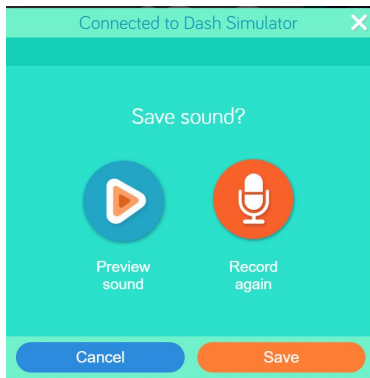 Connected to Dash Simulator
Save sound?
Preview
sound
Record
again
Cancel
Save